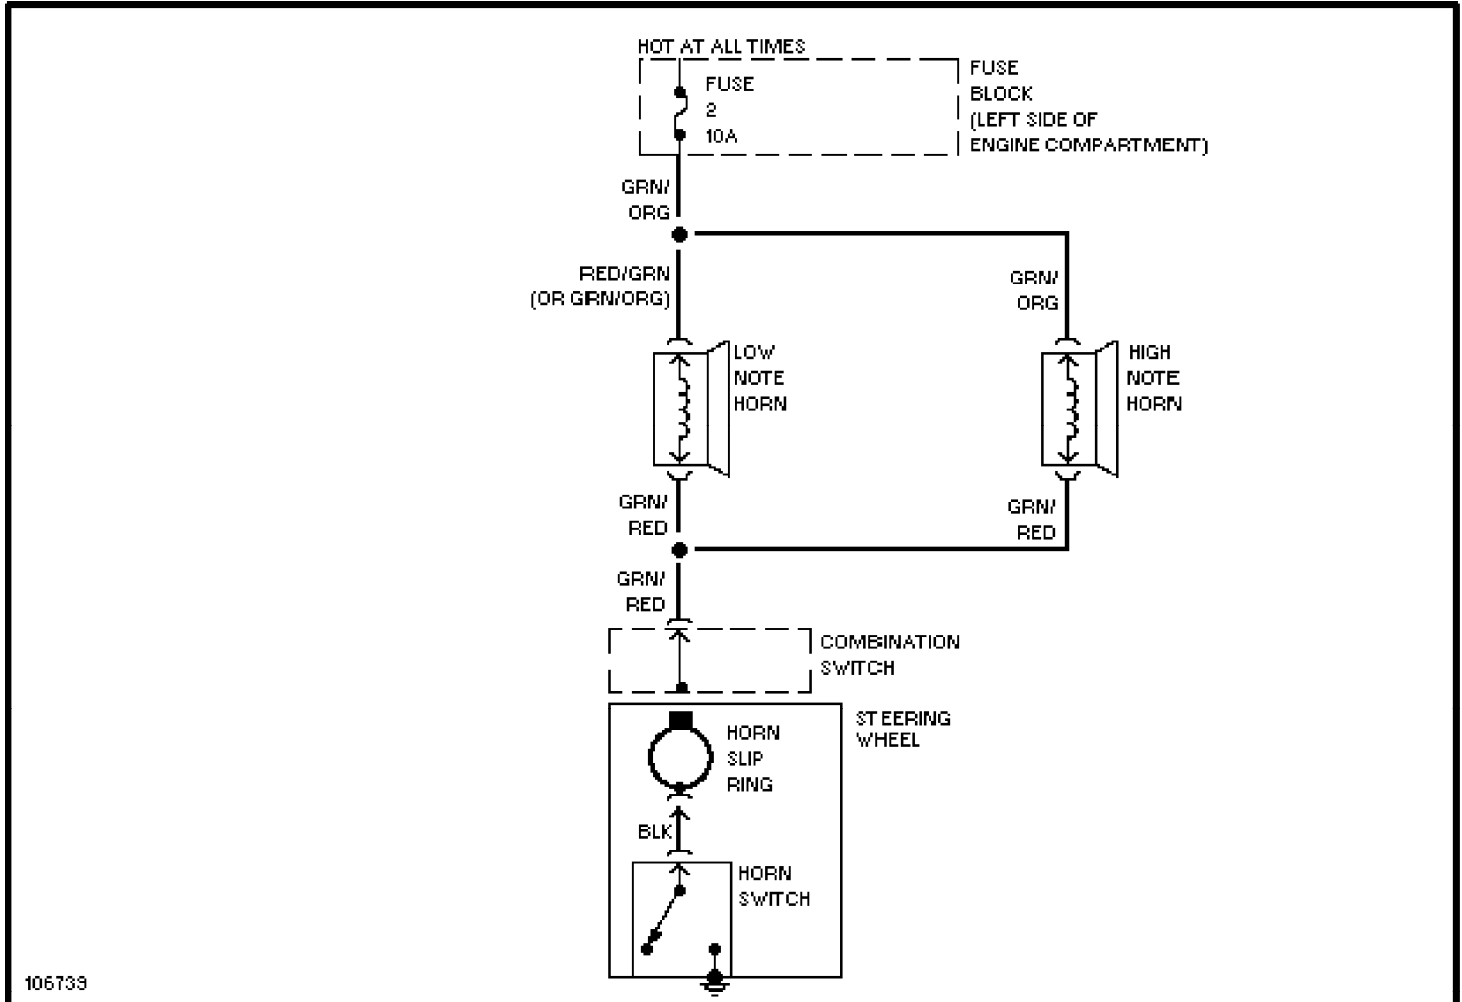 HOT AT ALL TIMES
FUSE
2
10A
FUSE
BLOCK
(LEFT SIDE OF
ENGINE COMPARTMENT)
GRN/
ORG
RED/GRN
(OR GRN/ORG)
GRN/
ORG
LOW
NOTE
HORN
HIGH
NOTE
HORN
GRN/
RED
GRN/
RED
GRN/
RED
COMBINATION
SWITCH
STEERING
WHEEL
HORN
SLIP
RING
BLK
HORN
SWITCH
106739